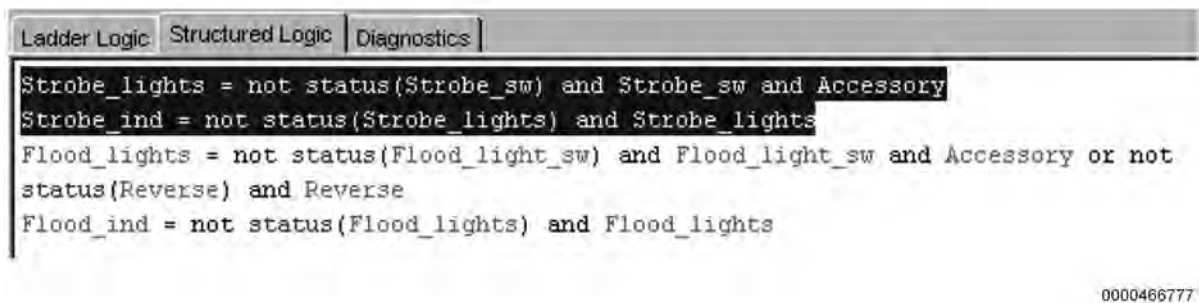 Ladder Logic Structured Logic Diagnostics
Strobe_lights = not status(Strobe_sw) and Strobe_sw and Accessory
Strobe_ind = not status(Strobe_lights) and Strobe_lights
Flood_lights = not status(Flood_light_sw) and Flood_light_sw and Accessory or not
status(Reverse) and Reverse
Flood_ind = not status(Flood_lights) and Flood_lights
0000466777